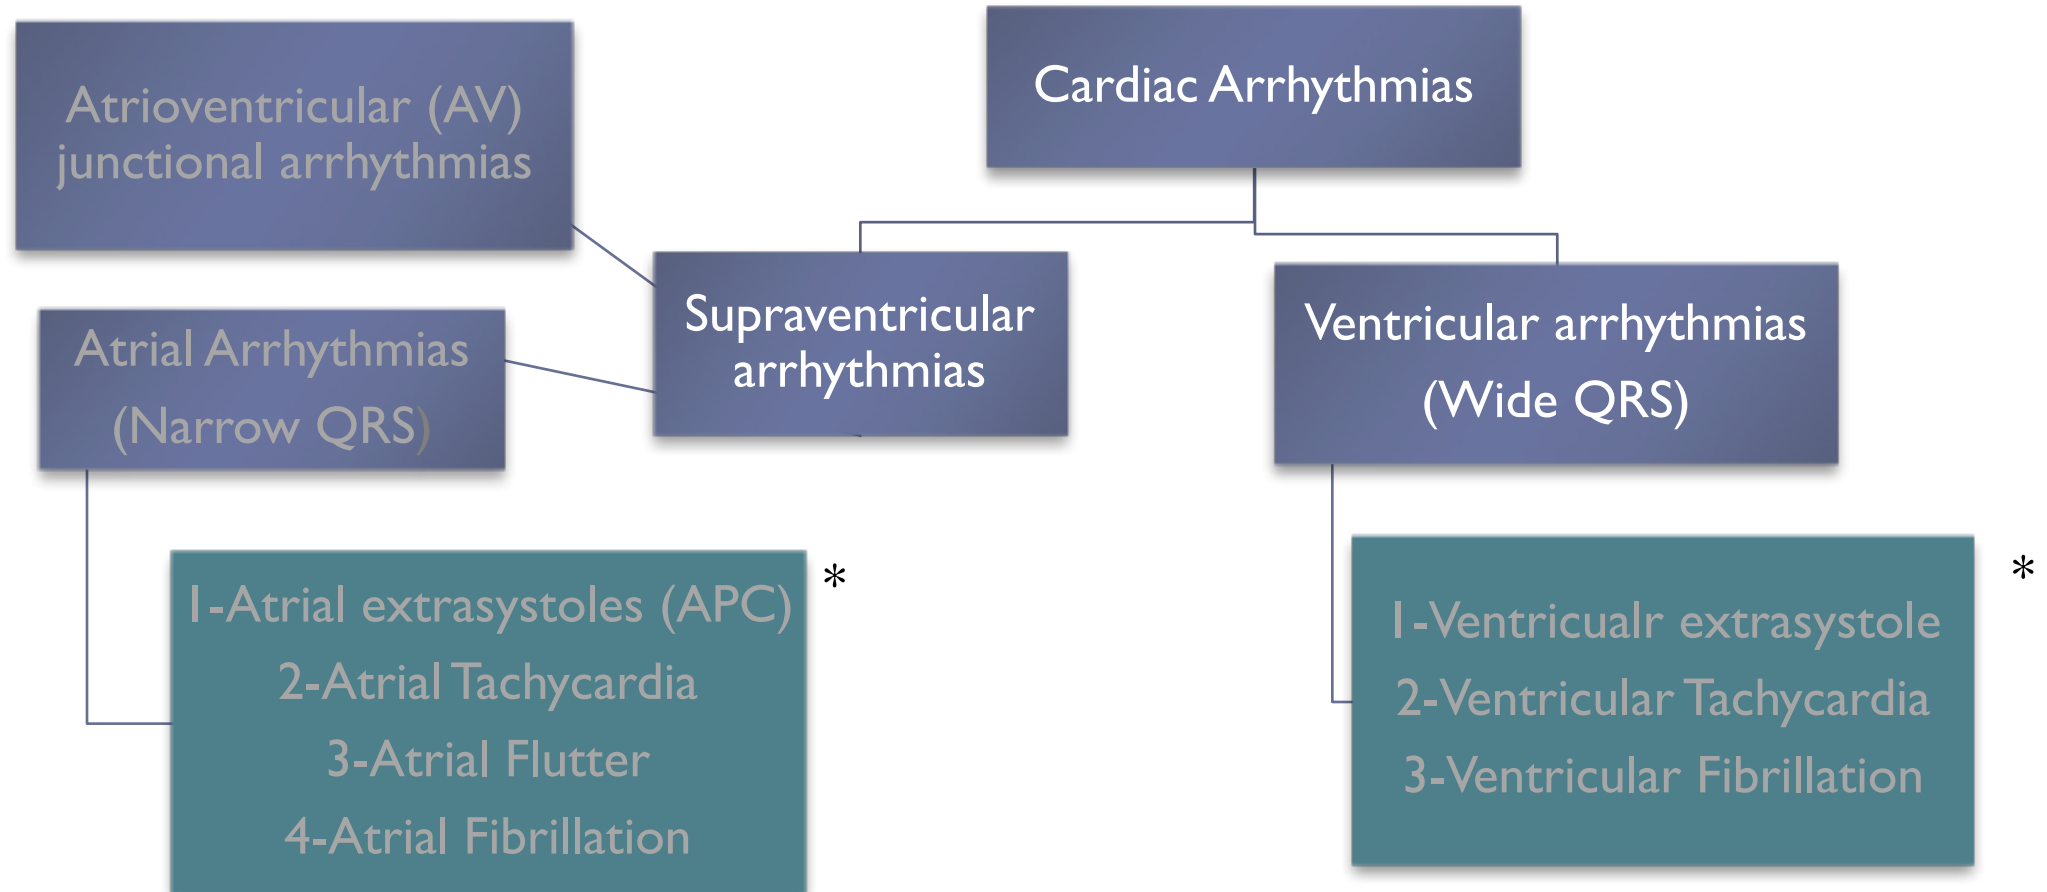 Cardiac Arrhythmias
Atrioventricular (AV)
junctional arrhythmias
Supraventricular
arrhythmias
Ventricular arrhythmias
(Wide QRS)
Atrial Arrhythmias
(Narrow QRS)
1-Atrial extrasystoles (APC)
2-Atrial Tachycardia
3-Atrial Flutter
4-Atrial Fibrillation
*
1-Ventricualr extrasystole
2-Ventricular Tachycardia
3-Ventricular Fibrillation
*